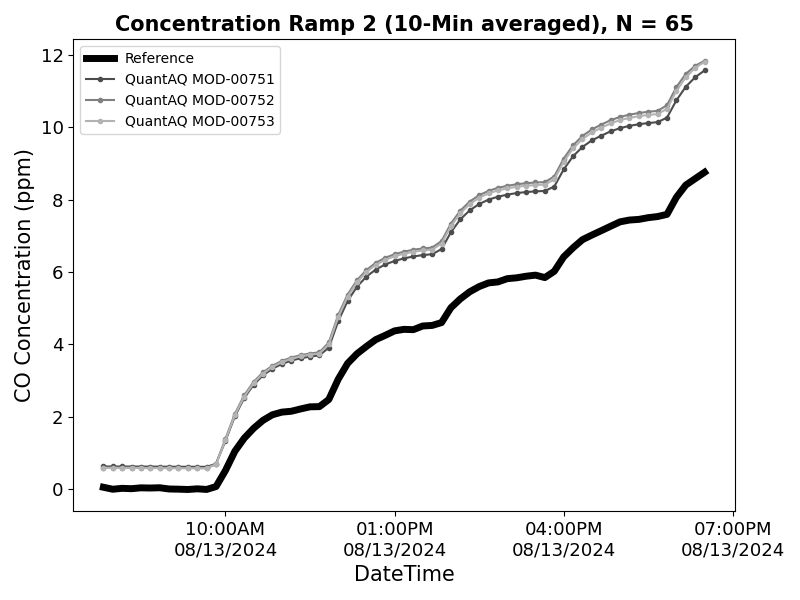 Concentration Ramp 2 (10-Min averaged), N = 65
Reference
QuantAQ MOD-00751
QuantAQ MOD-00752
QuantAQ MOD-00753
CO Concentration (ppm)
12
10
8
6
4
2
0
10:00AM 01:00PM 04:00PM 07:00PM
08/13/2024 08/13/2024 08/13/2024 08/13/2024
DateTime